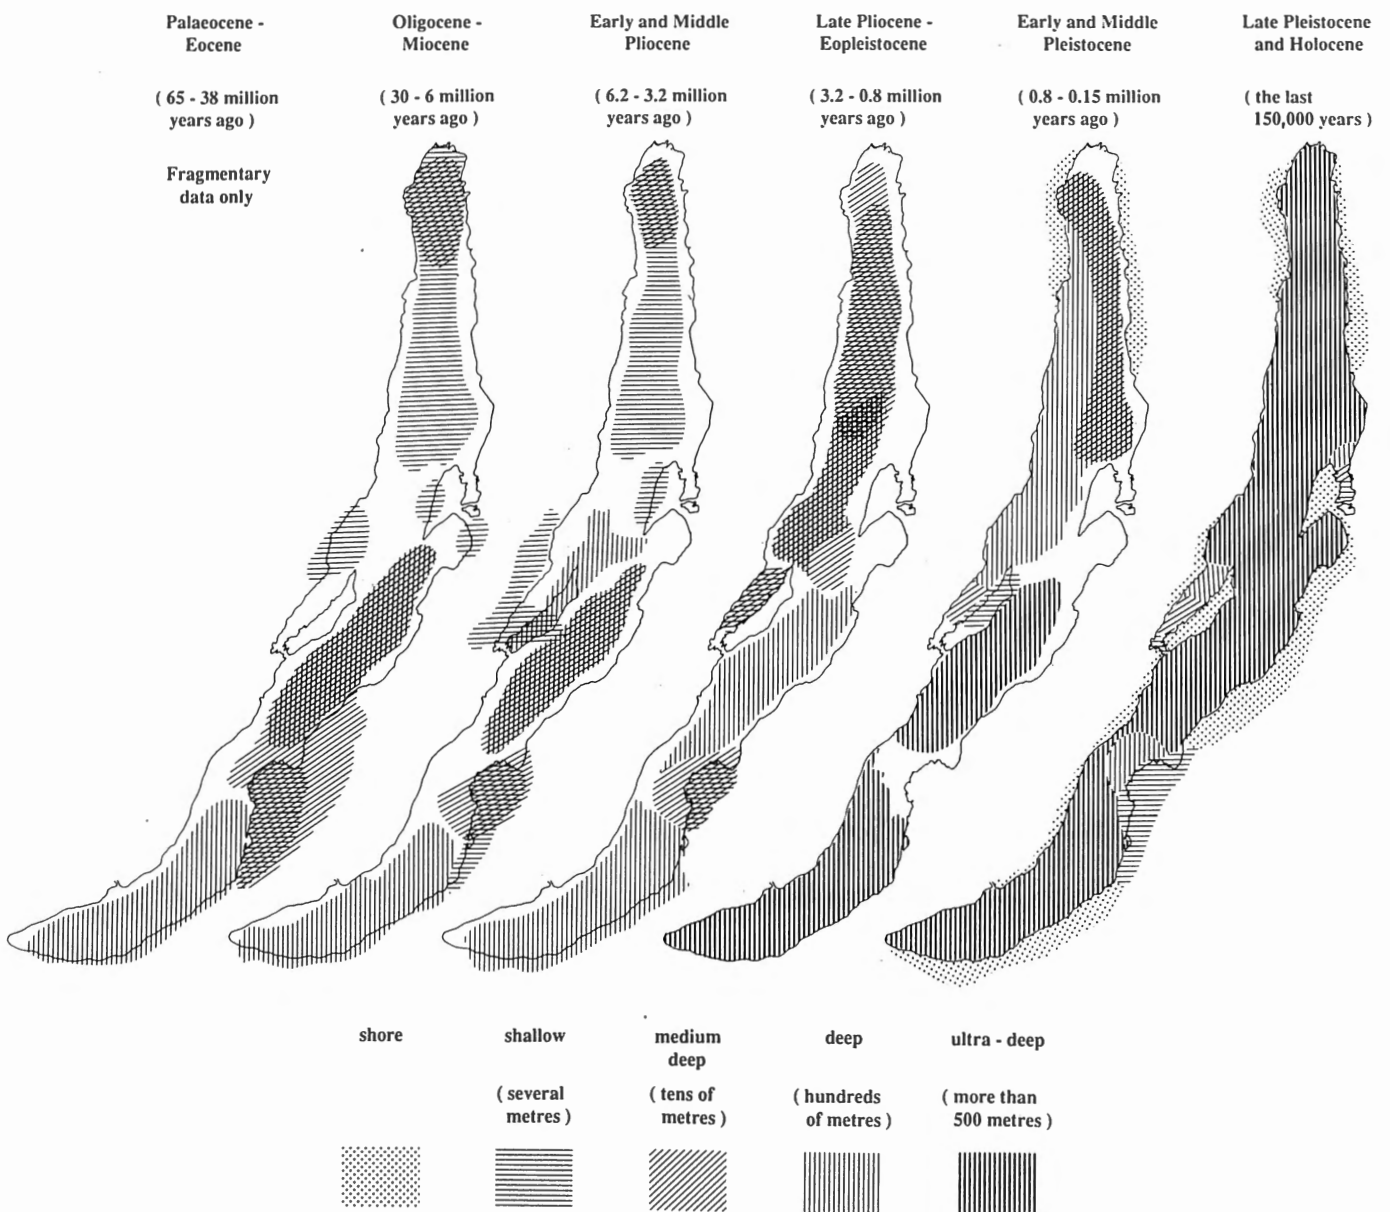 Palaeocene -
Eocene
( 65 - 38 million
years ago )
Fragmentary
data only
Oligocene -
Miocene
( 30 - 6 million
years ago )
Early and Middle
Pliocene
( 6.2 - 3.2 million
years ago )
Late Pliocene -
Eopleistocene
( 3.2 - 0.8 million
years ago )
Early and Middle
Pleistocene
( 0.8 - 0.15 million
years ago )
Late Pleistocene
and Holocene
( the last
150,000 years )
shore
shallow
( several
metres )
medium
deep
( tens of
metres )
deep
( hundreds
of metres )
ultra - deep
( more than
500 metres )